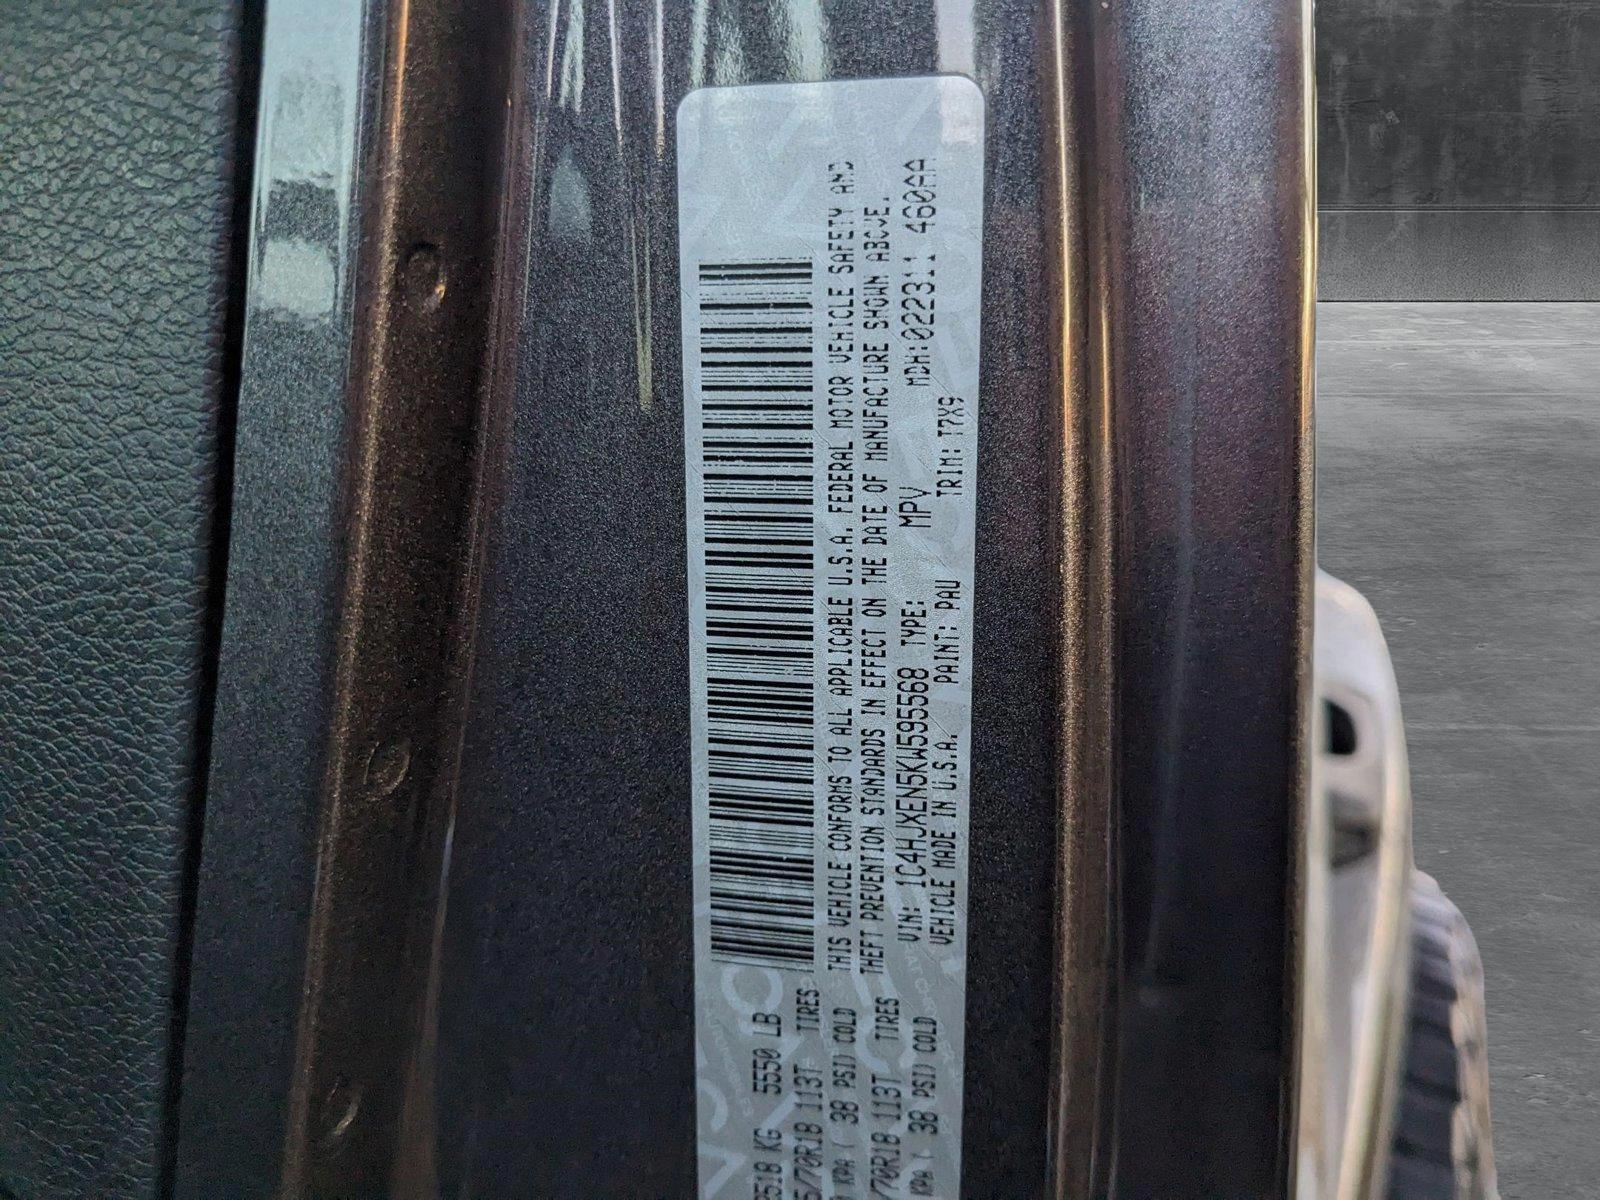 2518 KG 5550 LB
5/70R18 113T TIRES
KPA ( 38 PSI) COLD
/70R18 113T TIRES
KPA ( 38 PSI) COLD
THIS VEHICLE CONFORMS TO ALL APPLICABLE U.S.A. FEDERAL MOTOR VEHICLE SAFETY AND
THEFT PREVENTION STANDARDS IN EFFECT ON THE DATE OF MANUFACTURE SHOWN ABOVE.
VIN: 1C4HJXEN5KW595568 TYPE: MPV MDH:022311 460AA
VEHICLE MADE IN U.S.A. PAINT: PAU TRIM: T7X9